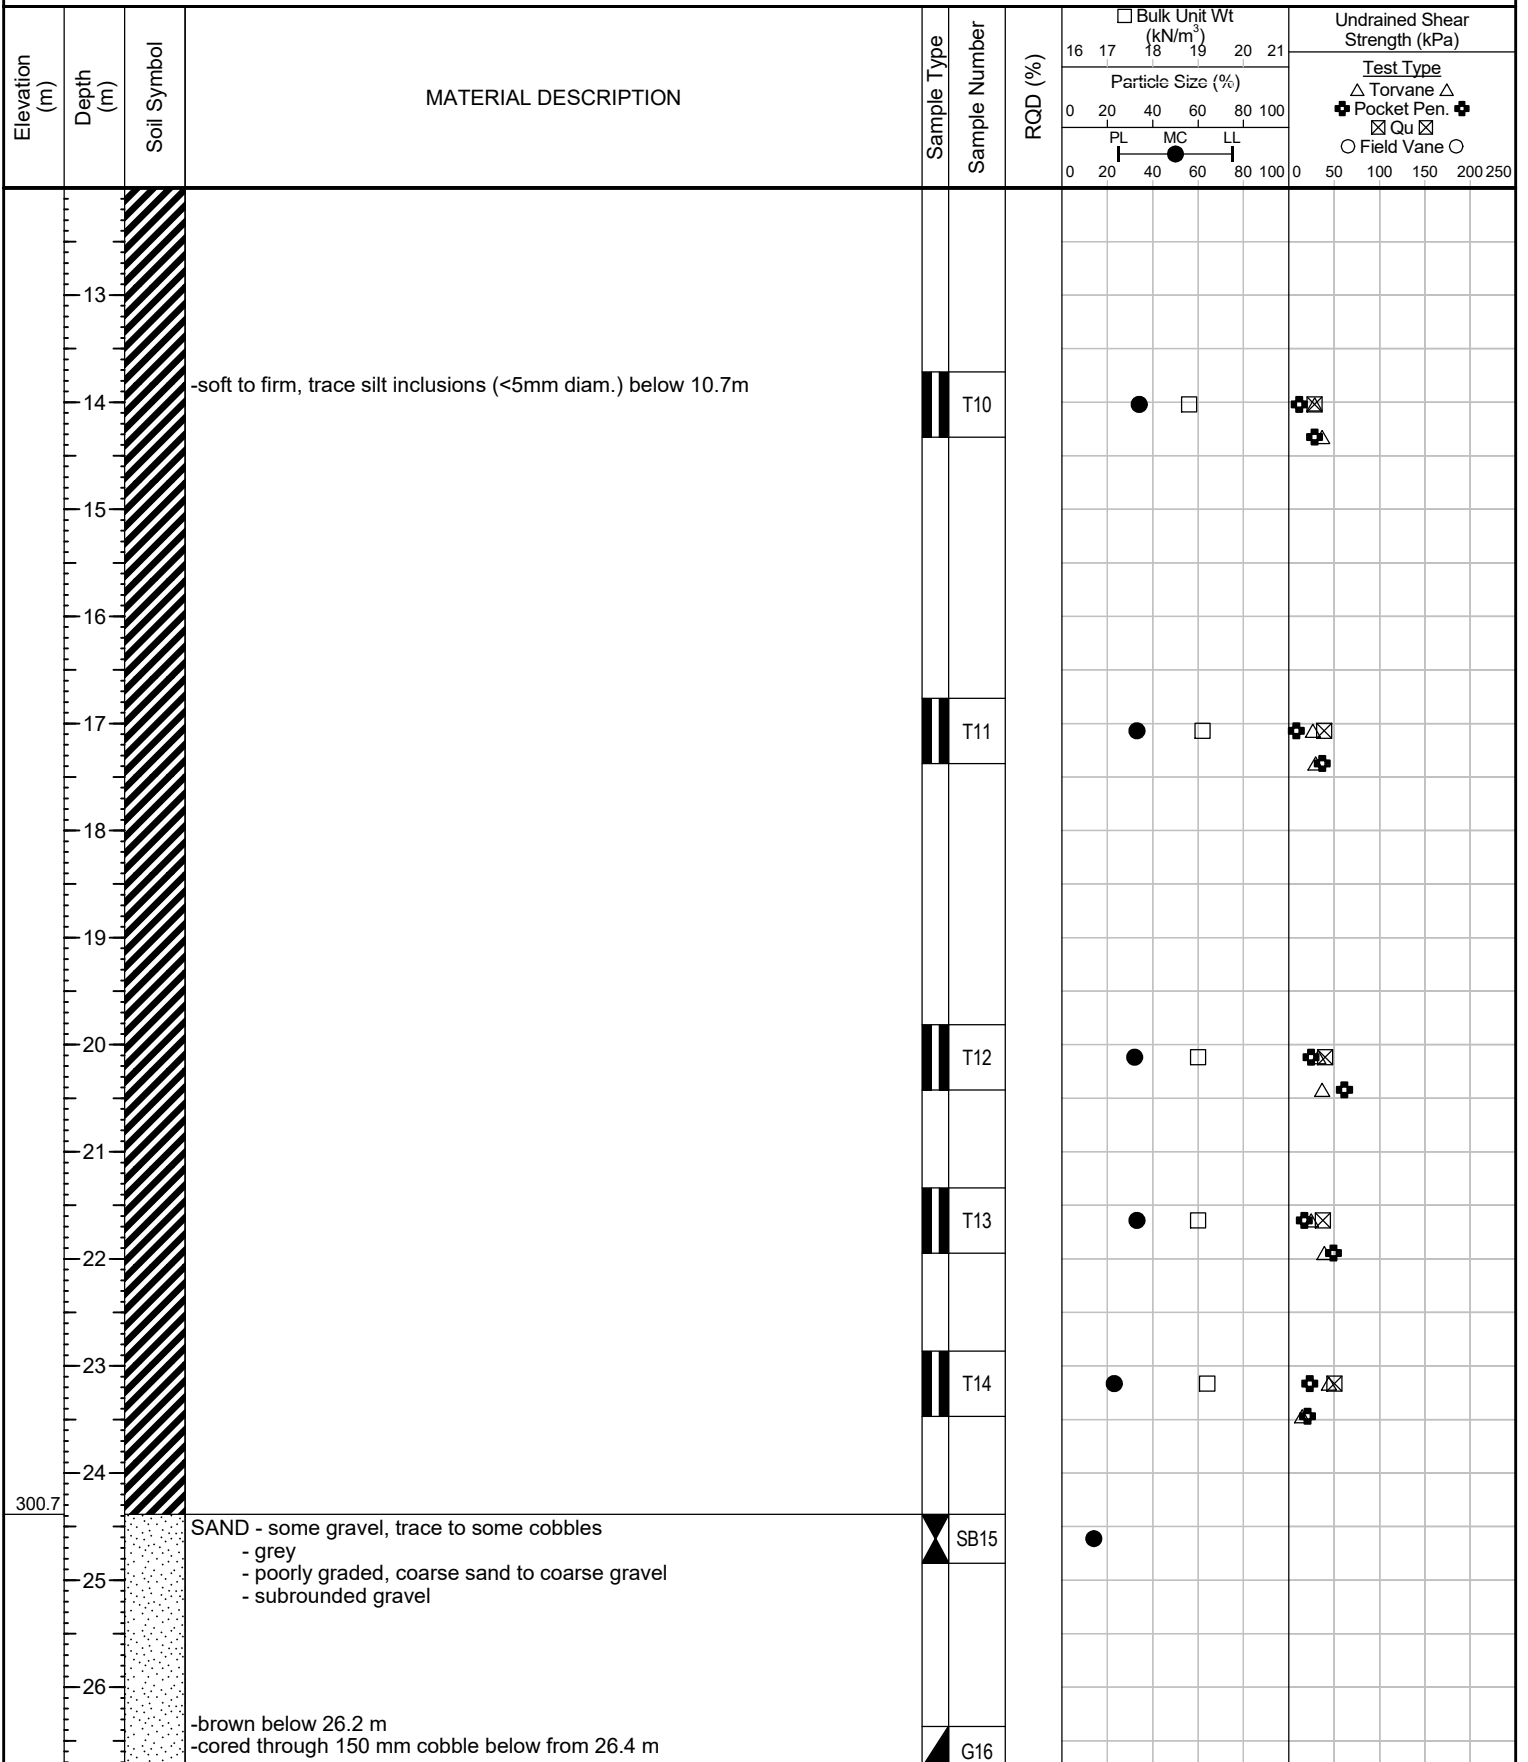 Elevation
(m)
Depth
(m)
Soil Symbol
MATERIAL DESCRIPTION
Sample Type
Sample Number
RQD (%)
Bulk Unit Wt
(kN/m³)
16 17 18 19 20 21
Particle Size (%)
0 20 40 60 80 100
PL MC LL
0 20 40 60 80 100
Undrained Shear
Strength (kPa)
Test Type
Torvane
Pocket Pen.
Qu
Field Vane
0 50 100 150 200 250
13
-soft to firm, trace silt inclusions (<5mm diam.) below 10.7m
14
T10
15
16
17
T11
18
19
20
T12
21
T13
22
23
T14
24
300.7
SAND - some gravel, trace to some cobbles
SB15
- grey
- poorly graded, coarse sand to coarse gravel
25
- subrounded gravel
26
-brown below 26.2 m
-cored through 150 mm cobble below from 26.4 m
G16